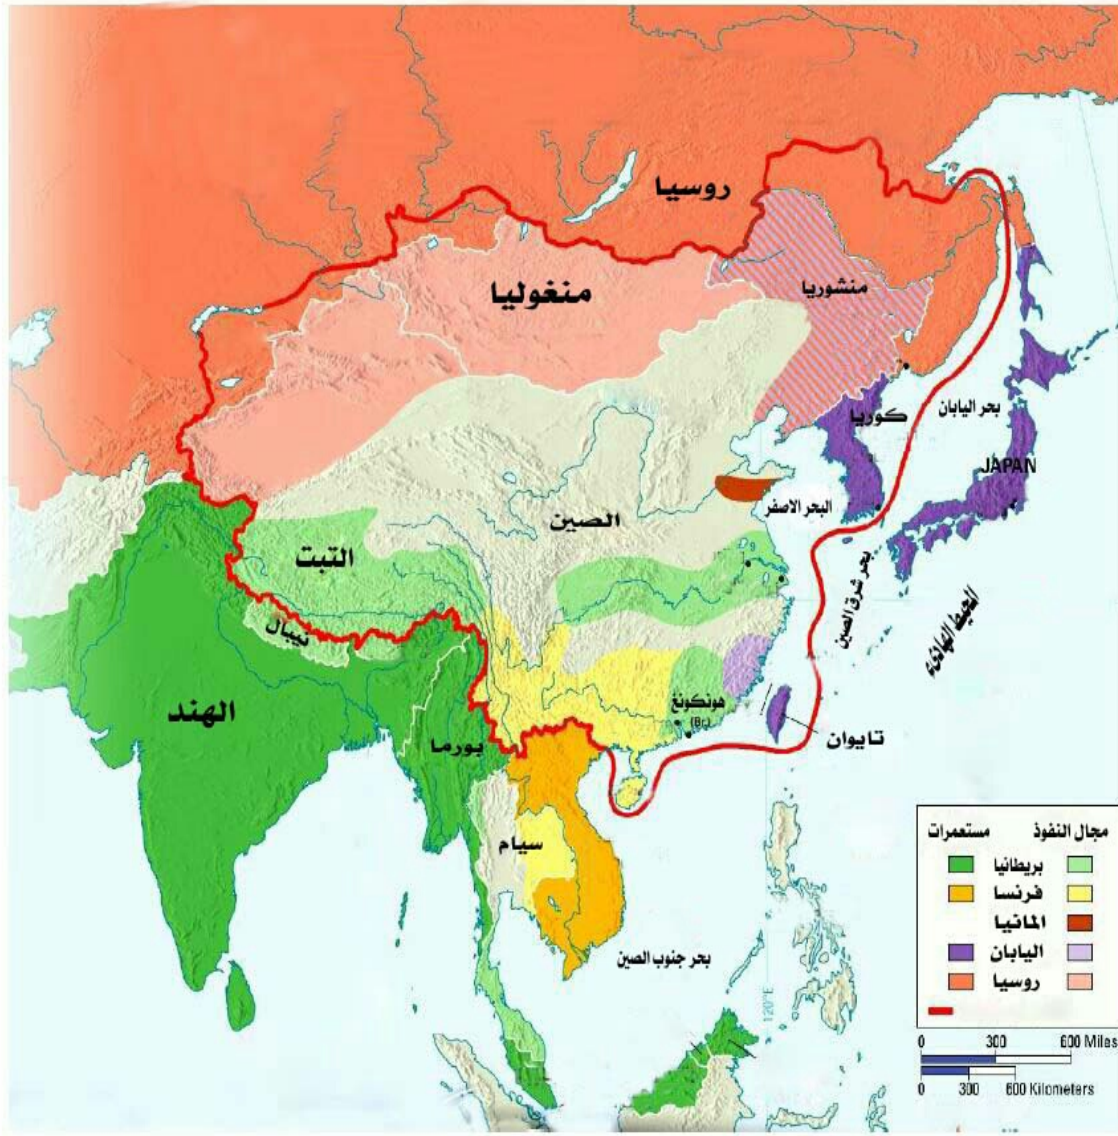 روسيا
منغوليا
منشوريا
كوريا
بحر اليابان
JAPAN
البحر الاصفر
الصين
التبت
بحر شرق الصين
المحيط الهادئ
نيبال
الهند
هونكونغ
(Br.)
تايوان
بورما
سيام
بحر جنوب الصين
120°E
مجال النفوذ مستعمرات
بريطانيا
فرنسا
المانيا
اليابان
روسيا
0 300 600 Miles
0 300 600 Kilometers